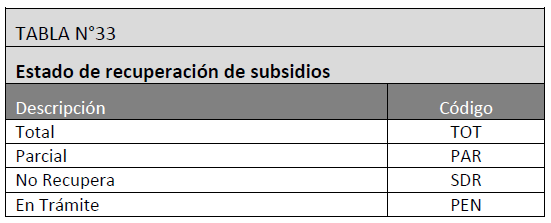 TABLA N°33
Estado de recuperación de subsidios
Descripción Código
Total TOT
Parcial PAR
No Recupera SDR
En Trámite PEN